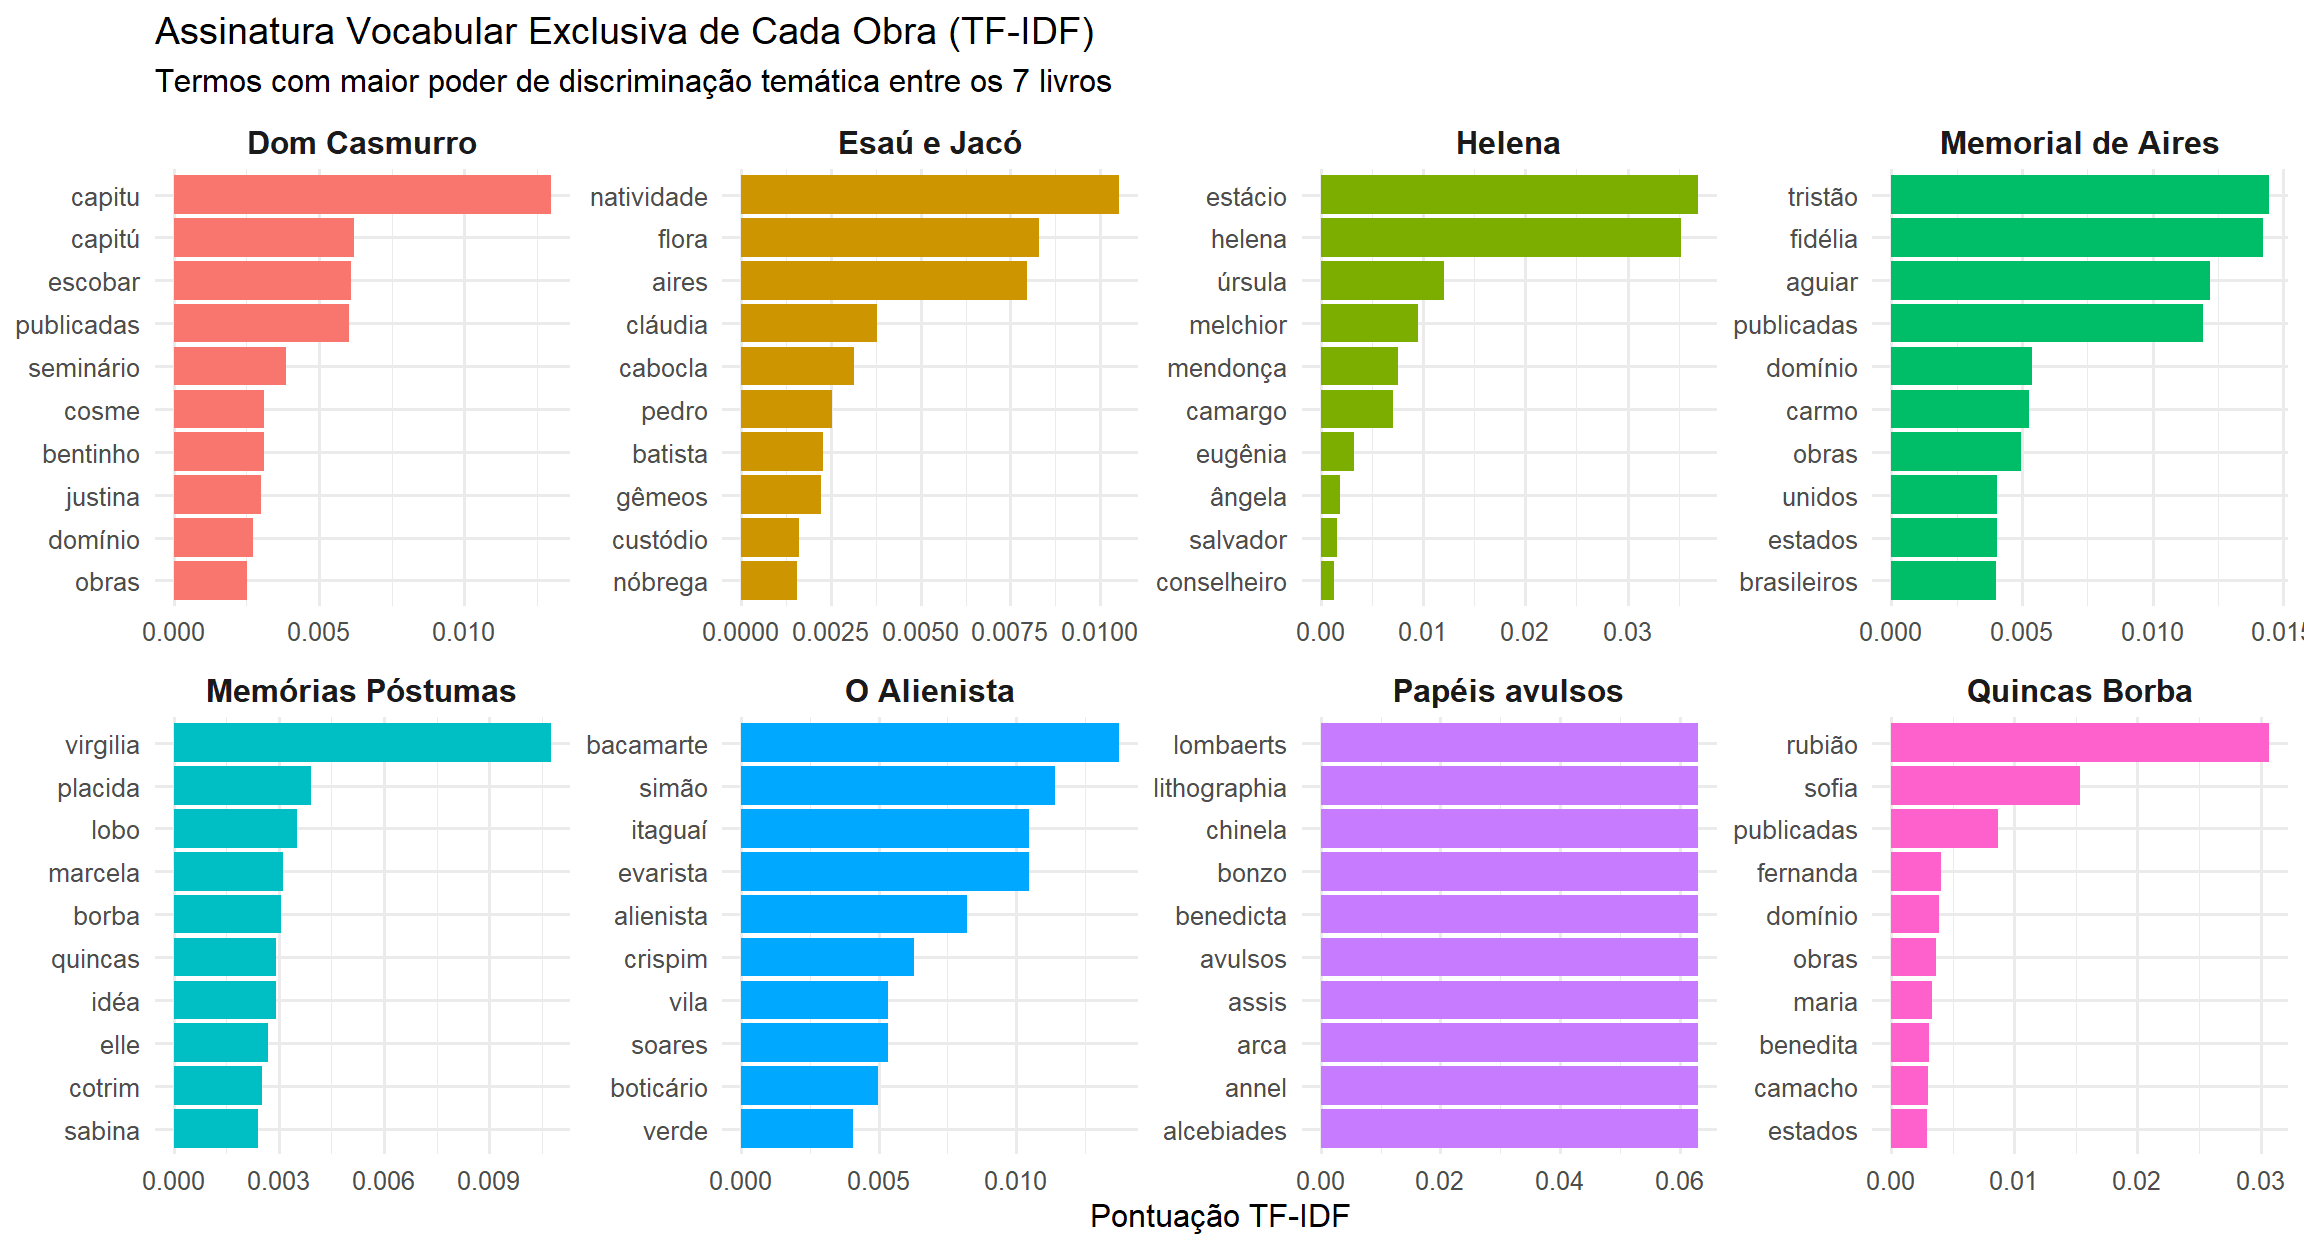 Assinatura Vocabular Exclusiva de Cada Obra (TF-IDF)
Termos com maior poder de discriminação temática entre os 7 livros
Dom Casmurro
capitu
capitú
escobar
publicadas
seminário
cosme
bentinho
justina
domínio
obras
0.000 0.005 0.010
Esaú e Jacó
natividade
flora
aires
cláudia
cabocla
pedro
batista
gêmeos
custódio
nóbrega
0.0000 0.0025 0.0050 0.0075 0.0100
Helena
estácio
helena
úrsula
melchior
mendonça
camargo
eugênia
ângela
salvador
conselheiro
0.00 0.01 0.02 0.03
Memorial de Aires
tristão
fidélia
aguiar
publicadas
domínio
carmo
obras
unidos
estados
brasileiros
0.000 0.005 0.010 0.015
Memórias Póstumas
virgilia
placida
lobo
marcela
borba
quincas
idéa
elle
cotrim
sabina
0.000 0.003 0.006 0.009
O Alienista
bacamarte
simão
itaguaí
evarista
alienista
crispim
vila
soares
boticário
verde
0.000 0.005 0.010
Papéis avulsos
lombaerts
lithographia
chinela
bonzo
benedicta
avulsos
assis
arca
annel
alcebiades
0.00 0.02 0.04 0.06
Quincas Borba
rubião
sofia
publicadas
fernanda
domínio
obras
maria
benedita
camacho
estados
0.00 0.01 0.02 0.03
Pontuação TF-IDF